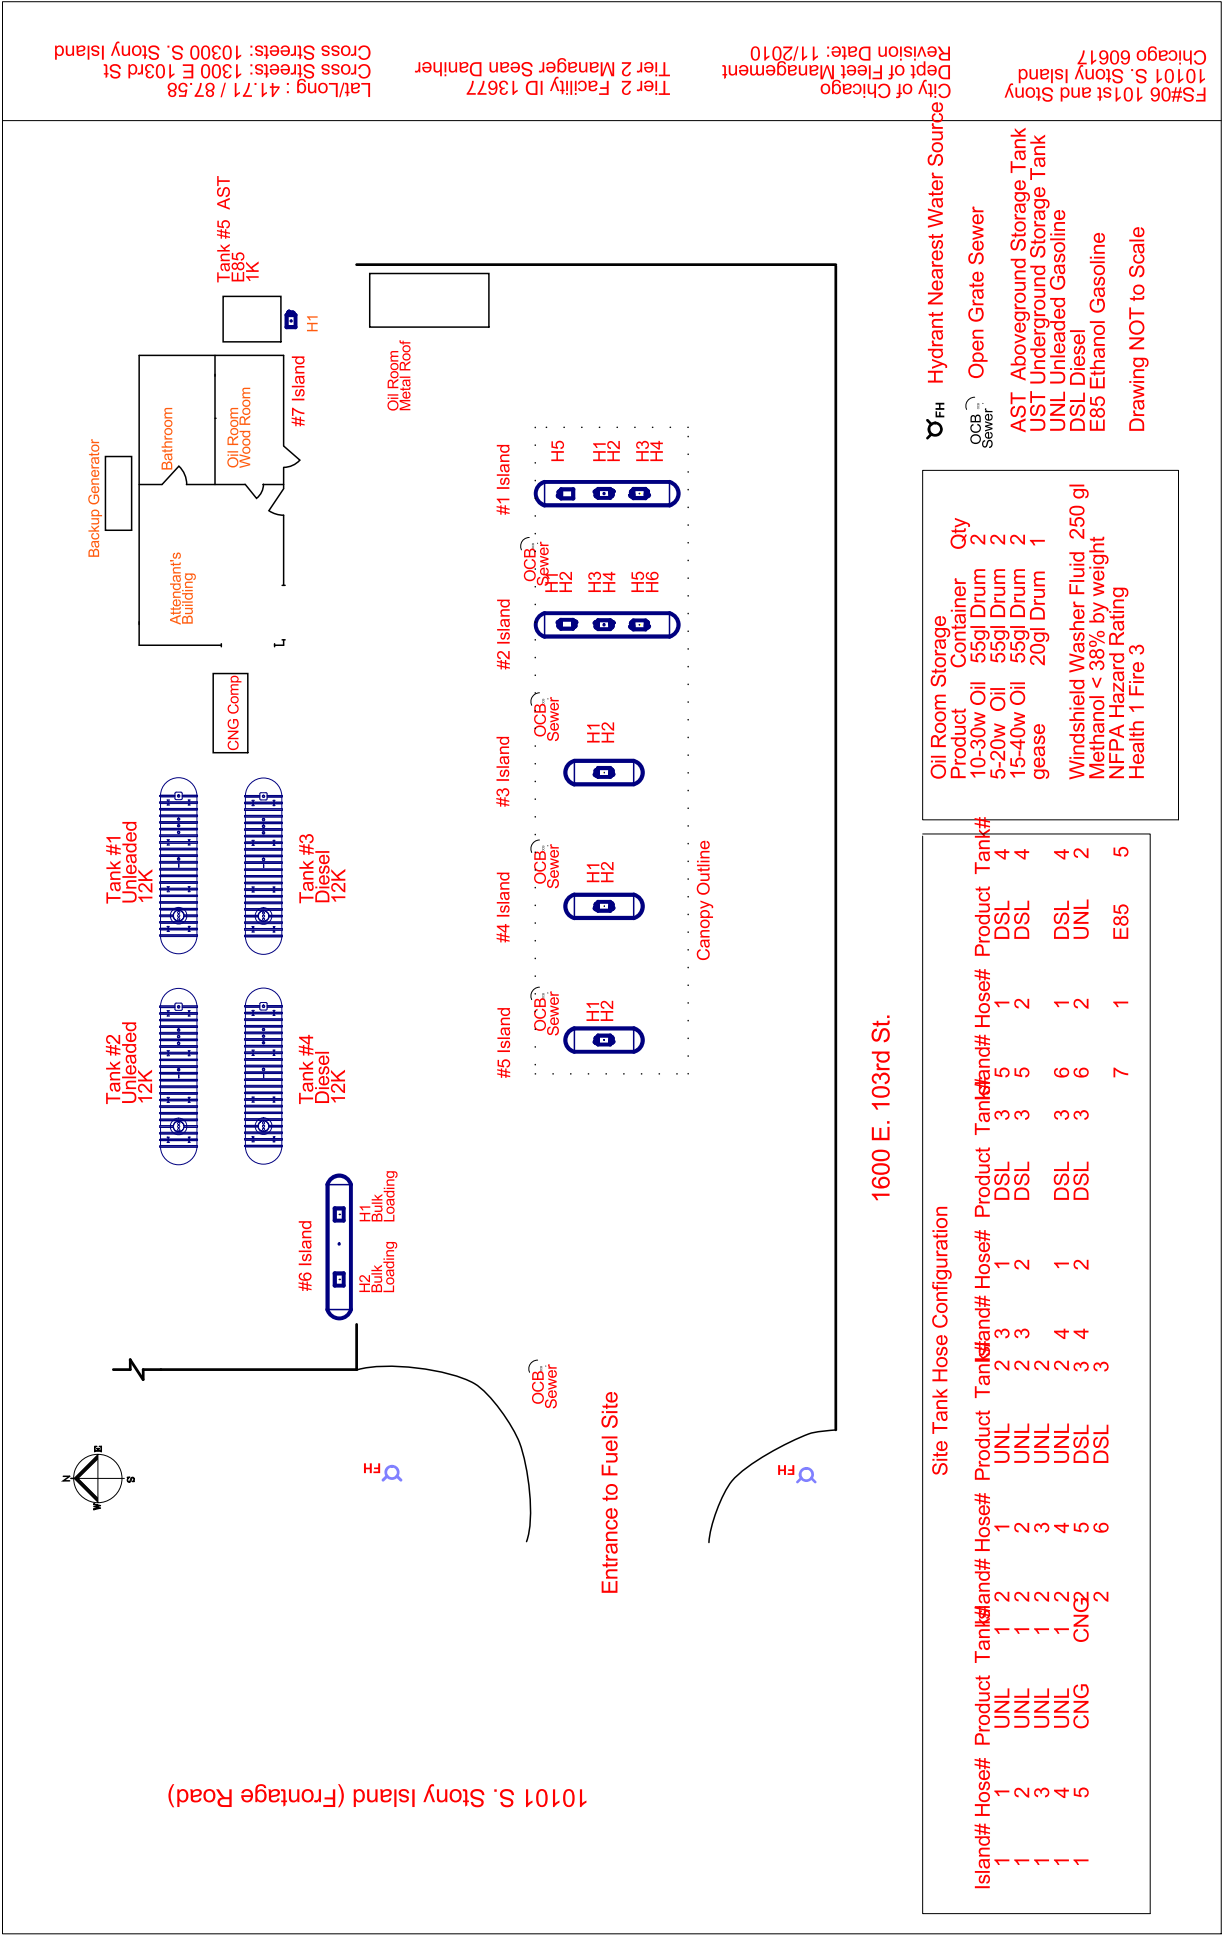 FS#06 101st and Stony
10101 S. Stony Island
Chicago 60617
City of Chicago
Dept of Fleet Management
Revision Date: 11/2010
Tier 2 Facility ID 13677
Tier 2 Manager Sean Daniher
Lat/Long : 41.71 / 87.58
Cross Streets: 1300 E 103rd St
Cross Streets: 10300 S. Stony Island
10101 S. Stony Island (Frontage Road)
N
E
S
W
FH
FH
Entrance to Fuel Site
OCB
Sewer
#6 Island
H2
Bulk
Loading
H1
Bulk
Loading
Tank #2
Unleaded
12K
Tank #1
Unleaded
12K
Tank #4
Diesel
12K
Tank #3
Diesel
12K
CNG Comp
Backup Generator
Attendant's
Building
Bathroom
Oil Room
Wood Room
Tank #5 AST
E85
1K
H1
#7 Island
Oil Room
Metal Roof
#5 Island
OCB
Sewer
H1
H2
#4 Island
OCB
Sewer
H1
H2
#3 Island
OCB
Sewer
H1
H2
#2 Island
OCB
Sewer
H1
H2
H3
H4
H5
H6
#1 Island
H5
H1
H2
H3
H4
Canopy Outline
1600 E. 103rd St.
Site Tank Hose Configuration
Island# Hose# Product Tank# Island# Hose# Product Tank# Island# Hose# Product Tank# Island# Hose# Product Tank#
1 1 UNL 1 2 1 UNL 2 3 1 DSL 3 5 1 DSL 4
1 2 UNL 1 2 2 UNL 2 3 2 DSL 3 5 2 DSL 4
1 3 UNL 1 2 3 UNL 2
1 4 UNL 1 2 4 UNL 2 4 1 DSL 3 6 1 DSL 4
1 5 CNG CNG 2 5 DSL 3 4 2 DSL 3 6 2 UNL 2
2 6 DSL 3
7 1 E85 5
Oil Room Storage
Product Container Qty
10-30w Oil 55gl Drum 2
5-20w Oil 55gl Drum 2
15-40w Oil 55gl Drum 2
gease 20gl Drum 1
Windshield Washer Fluid 250 gl
Methanol < 38% by weight
NFPA Hazard Rating
Health 1 Fire 3
FH Hydrant Nearest Water Source
OCB
Sewer
Open Grate Sewer
AST Aboveground Storage Tank
UST Underground Storage Tank
UNL Unleaded Gasoline
DSL Diesel
E85 Ethanol Gasoline
Drawing NOT to Scale